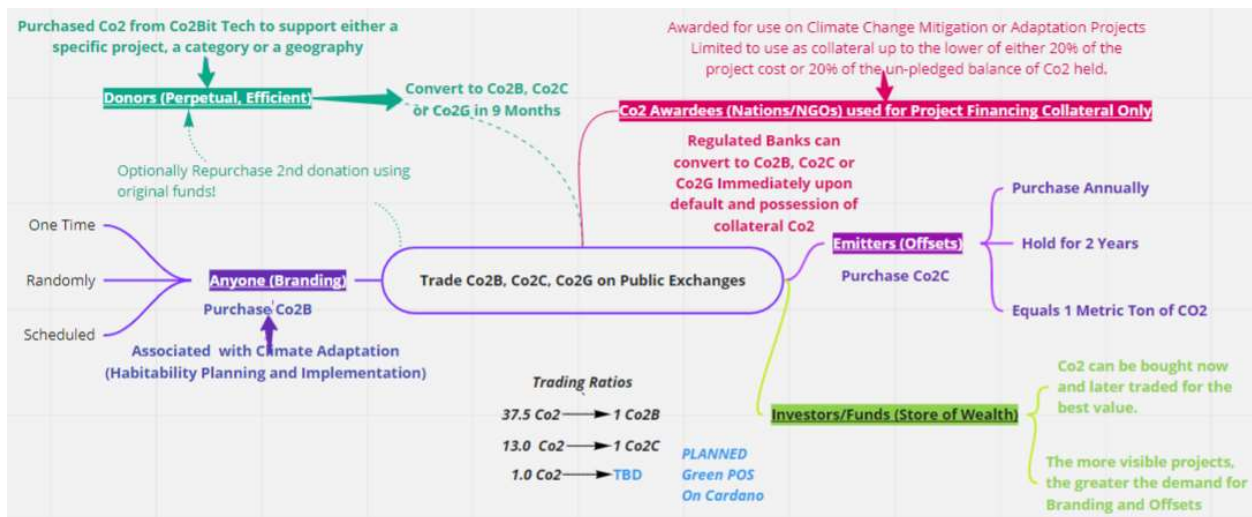 Purchased Co2 from Co2Bit Tech to support either a
specific project, a category or a geography
Donors (Perpetual, Efficient)
Convert to Co2B, Co2C
or Co2G in 9 Months
Optionally Repurchase 2nd donation using
original funds!
Awarded for use on Climate Change Mitigation or Adaptation Projects
Limited to use as collateral up to the lower of either 20% of the
project cost or 20% of the un-pledged balance of Co2 held.
Co2 Awardees (Nations/NGOs) used for Project Financing Collateral Only
Regulated Banks can
convert to Co2B, Co2C or
Co2G Immediately upon
default and possession of
collateral Co2
One Time
Randomly
Scheduled
Anyone (Branding)
Purchase Co2B
Associated with Climate Adaptation
(Habitability Planning and Implementation)
Trade Co2B, Co2C, Co2G on Public Exchanges
Emitters (Offsets)
Purchase Co2C
Purchase Annually
Hold for 2 Years
Equals 1 Metric Ton of CO2
Investors/Funds (Store of Wealth)
Co2 can be bought now
and later traded for the
best value.
The more visible projects,
the greater the demand for
Branding and Offsets
Trading Ratios
37.5 Co2 1 Co2B
13.0 Co2 1 Co2C
1.0 Co2 TBD
PLANNED
Green POS
On Cardano